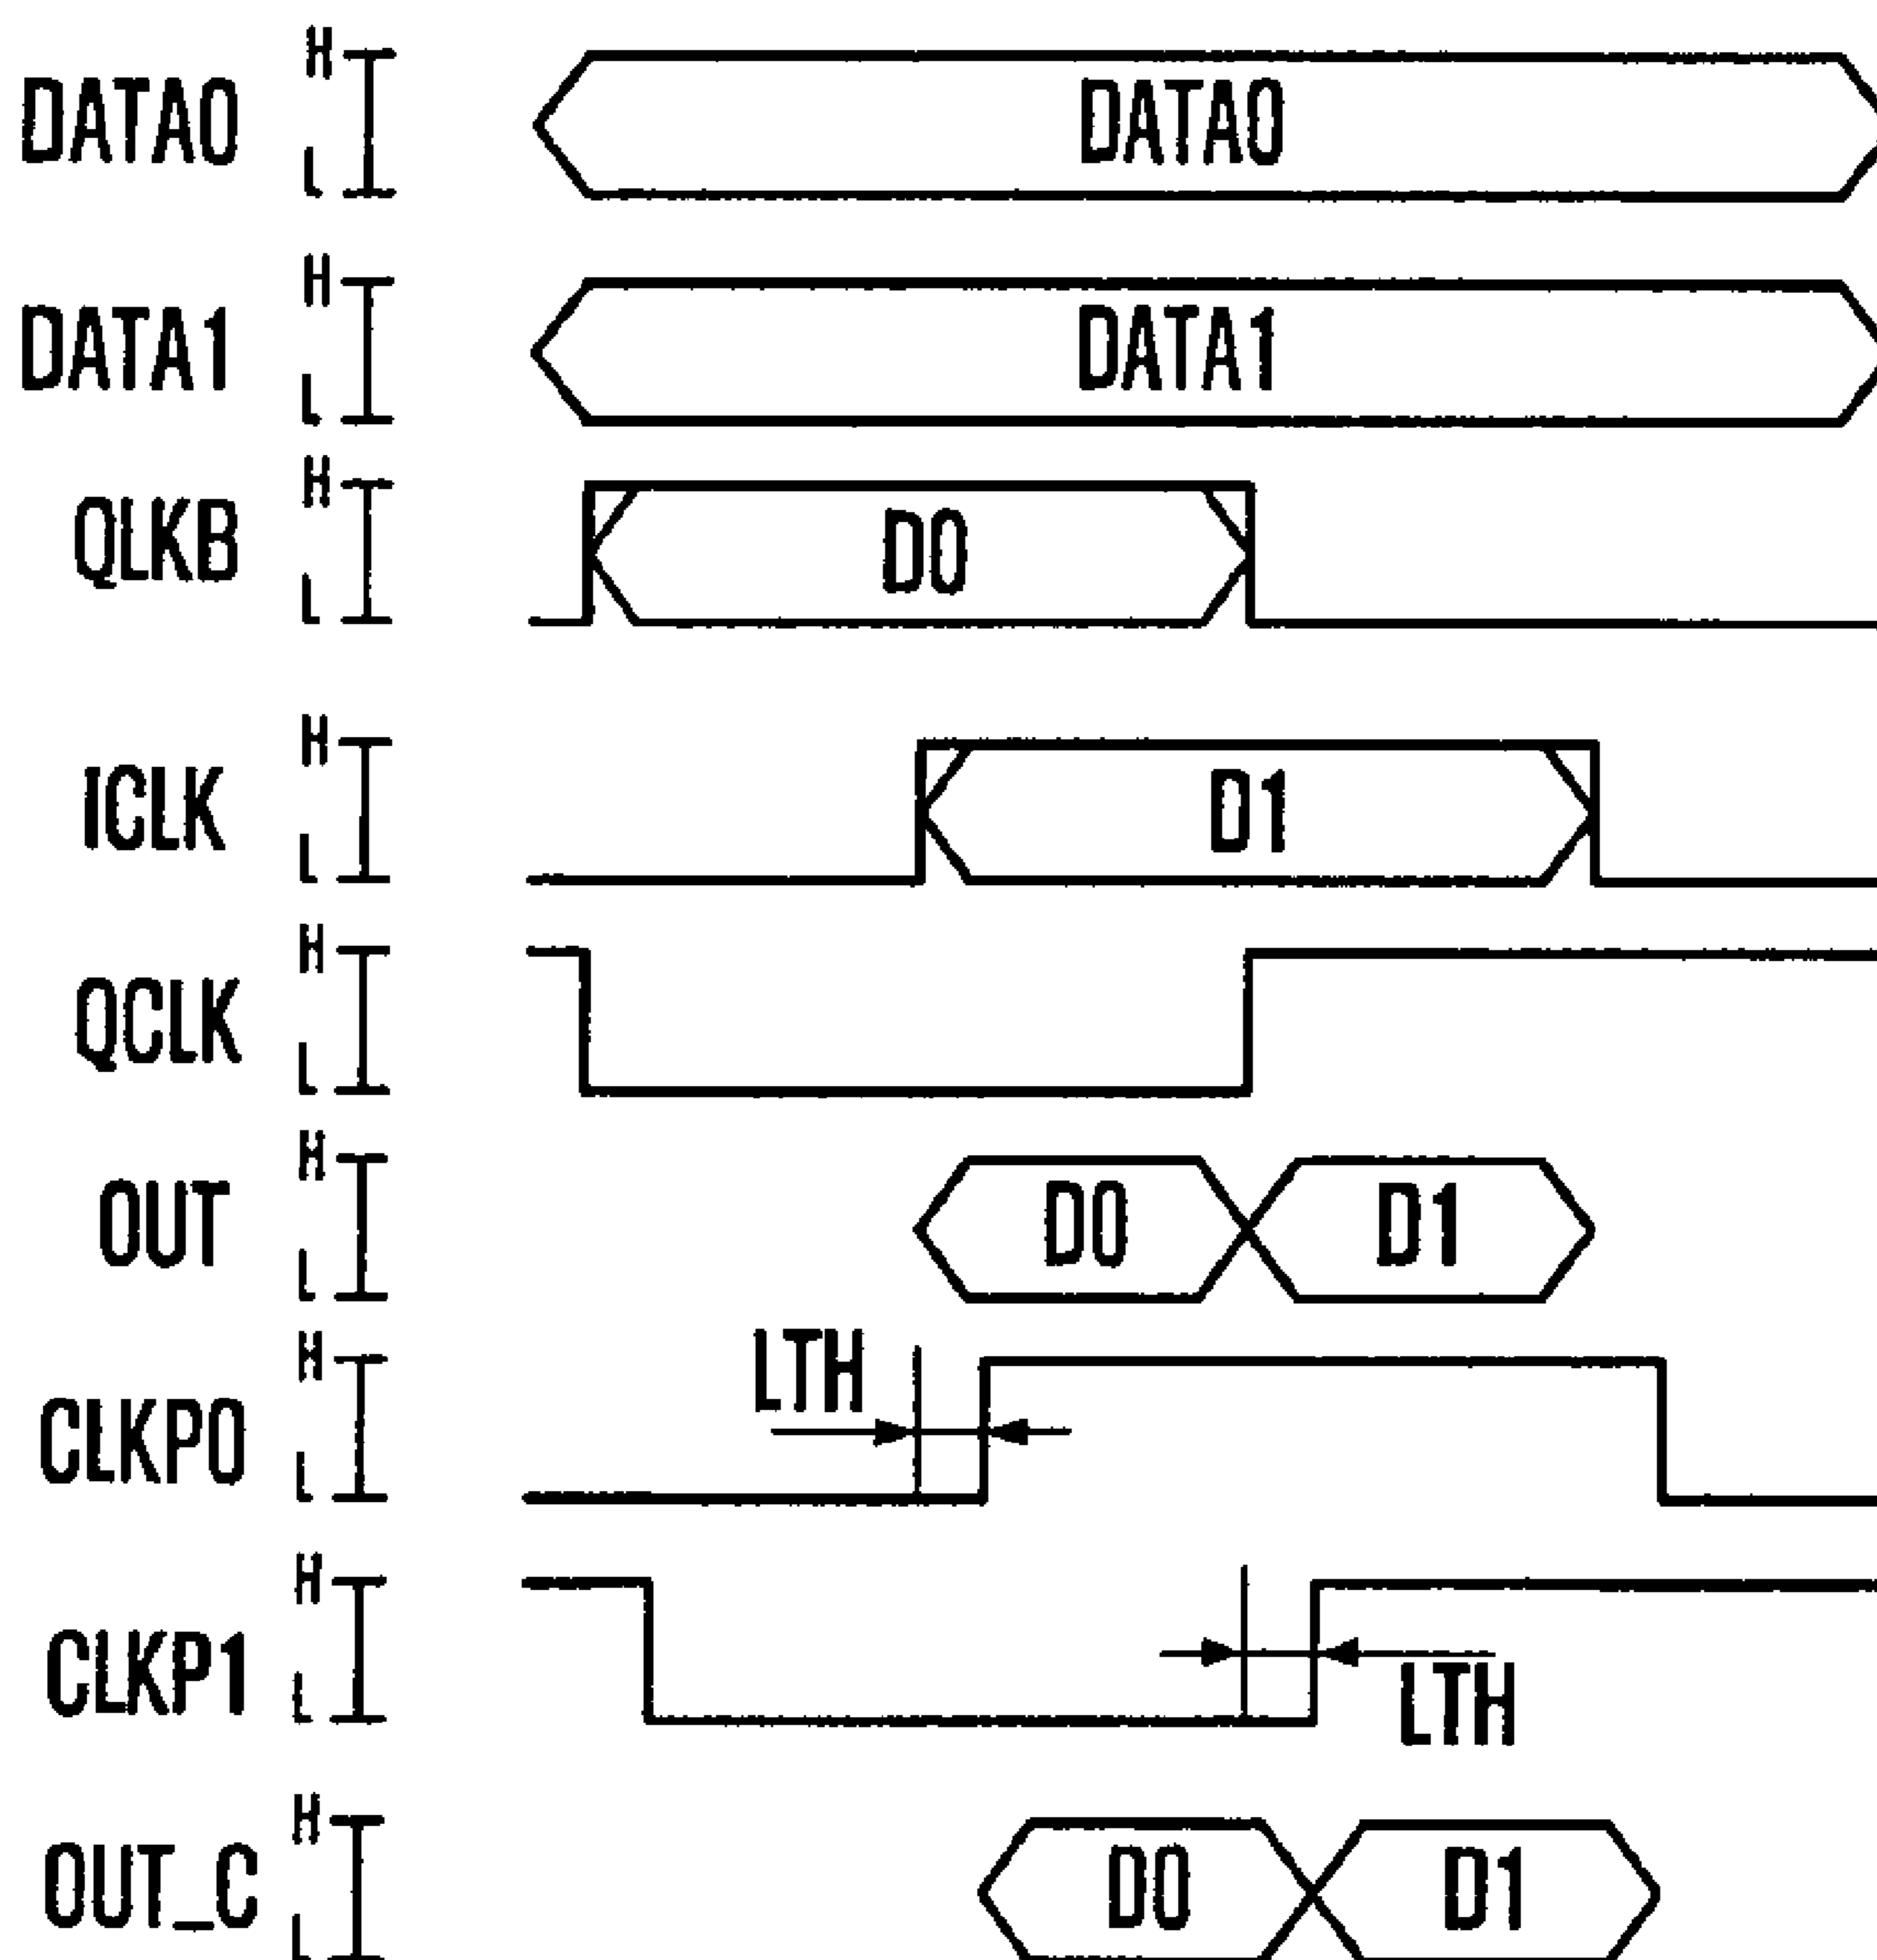 H
DATA0 DATA0
L
H
DATA1 DATA1
L
H
QLKB D0
L
H
ICLK D1
L
H
QCLK
L
H
OUT D0 D1
L
H LTH
CLKP0
L
H
CLKP1
L LTH
H
OUT_C D0 D1
L